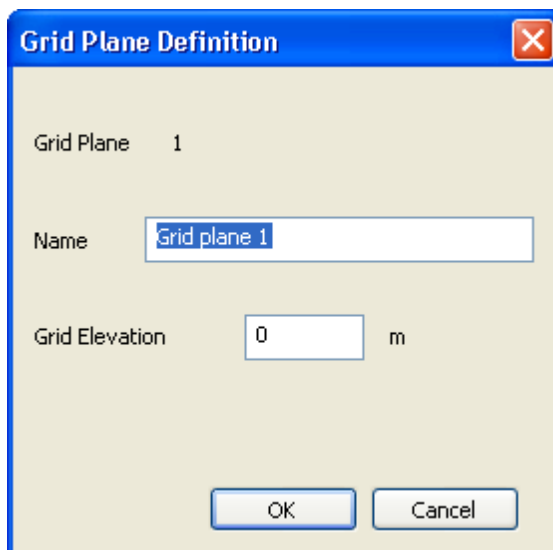 Grid Plane Definition
Grid Plane 1
Name Grid plane 1
Grid Elevation 0 m
OK Cancel